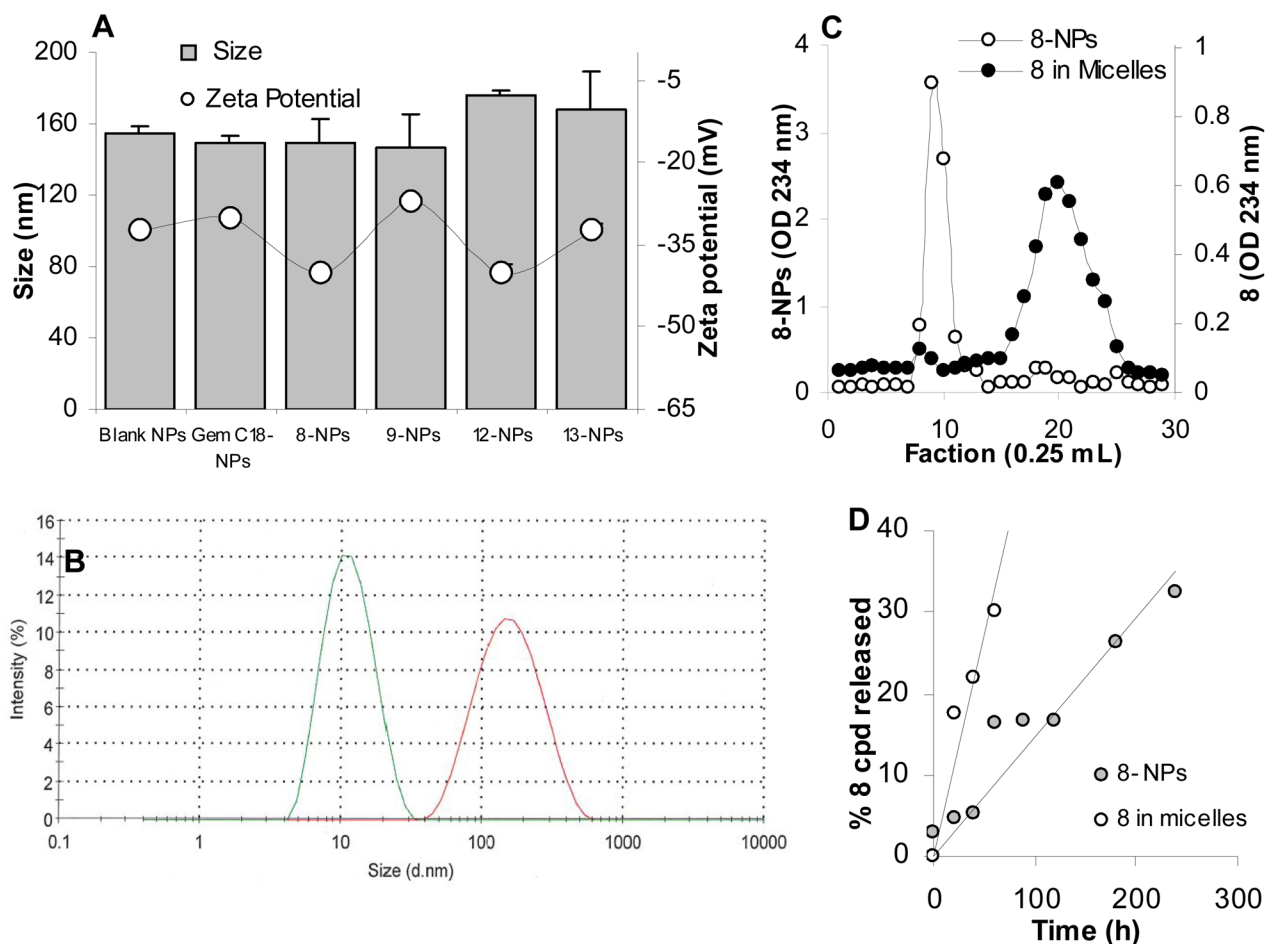 A
Size
Zeta Potential
200
160
120
80
40
0
Size (nm)
-5
-20
-35
-50
-65
Zeta potential (mV)
Blank NPs Gem C18-NPs 8-NPs 9-NPs 12-NPs 13-NPs
C
8-NPs
8 in Micelles
4
3
2
1
0
8-NPs (OD 234 nm)
1
0.8
0.6
0.4
0.2
0
8 (OD 234 nm)
0 10 20 30
Faction (0.25 mL)
B
16
14
12
10
8
6
4
2
0
Intensity (%)
0.1 1 10 100 1000 10000
Size (d.nm)
D
40
30
20
10
0
% 8 cpd released
8- NPs
8 in micelles
0 100 200 300
Time (h)